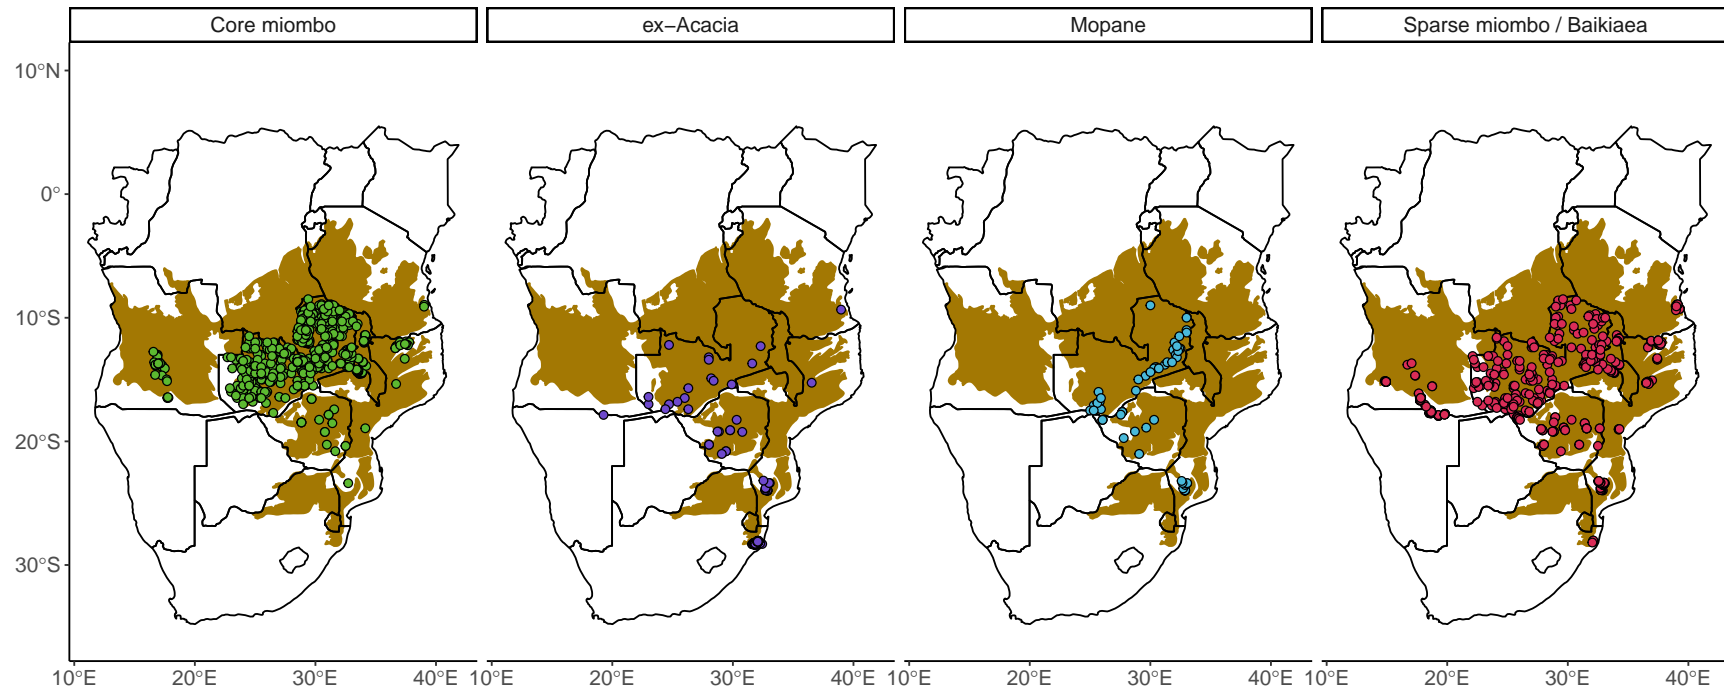 Core miombo ex−Acacia Mopane Sparse miombo / Baikiaea
10°N
0°
10°S
20°S
30°S
10°E 20°E 30°E 40°E 10°E 20°E 30°E 40°E 10°E 20°E 30°E 40°E 10°E 20°E 30°E 40°E